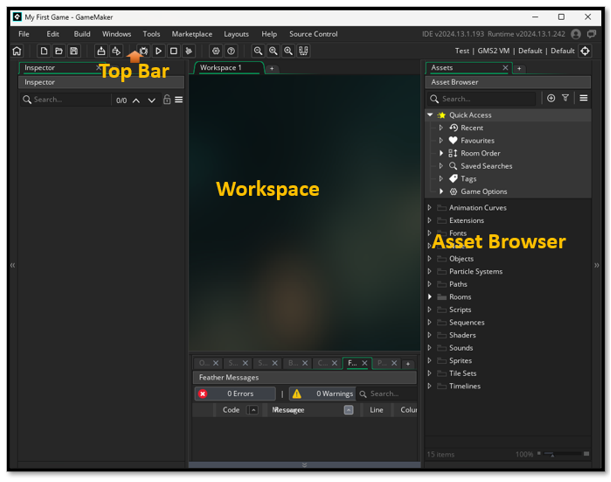 My First Game - GameMaker
File Edit Build Windows Tools Marketplace Layouts Help Source Control IDE v2024.13.1.193 Runtime v2024.13.1.242
Test | GMS2 VM | Default | Default
Top Bar
Inspector
Inspector
Search... 0/0
Workspace 1
Workspace
Assets
Asset Browser
Search...
Quick Access
Recent
Favourites
Room Order
Saved Searches
Tags
Game Options
Animation Curves
Extensions
Fonts
Asset Browser
Objects
Particle Systems
Paths
Rooms
Scripts
Sequences
Shaders
Sounds
Sprites
Tile Sets
Timelines
15 items 100%
O... S... S... B... C... F... P...
Feather Messages
0 Errors | 0 Warnings Search...
Code Message Line Colu